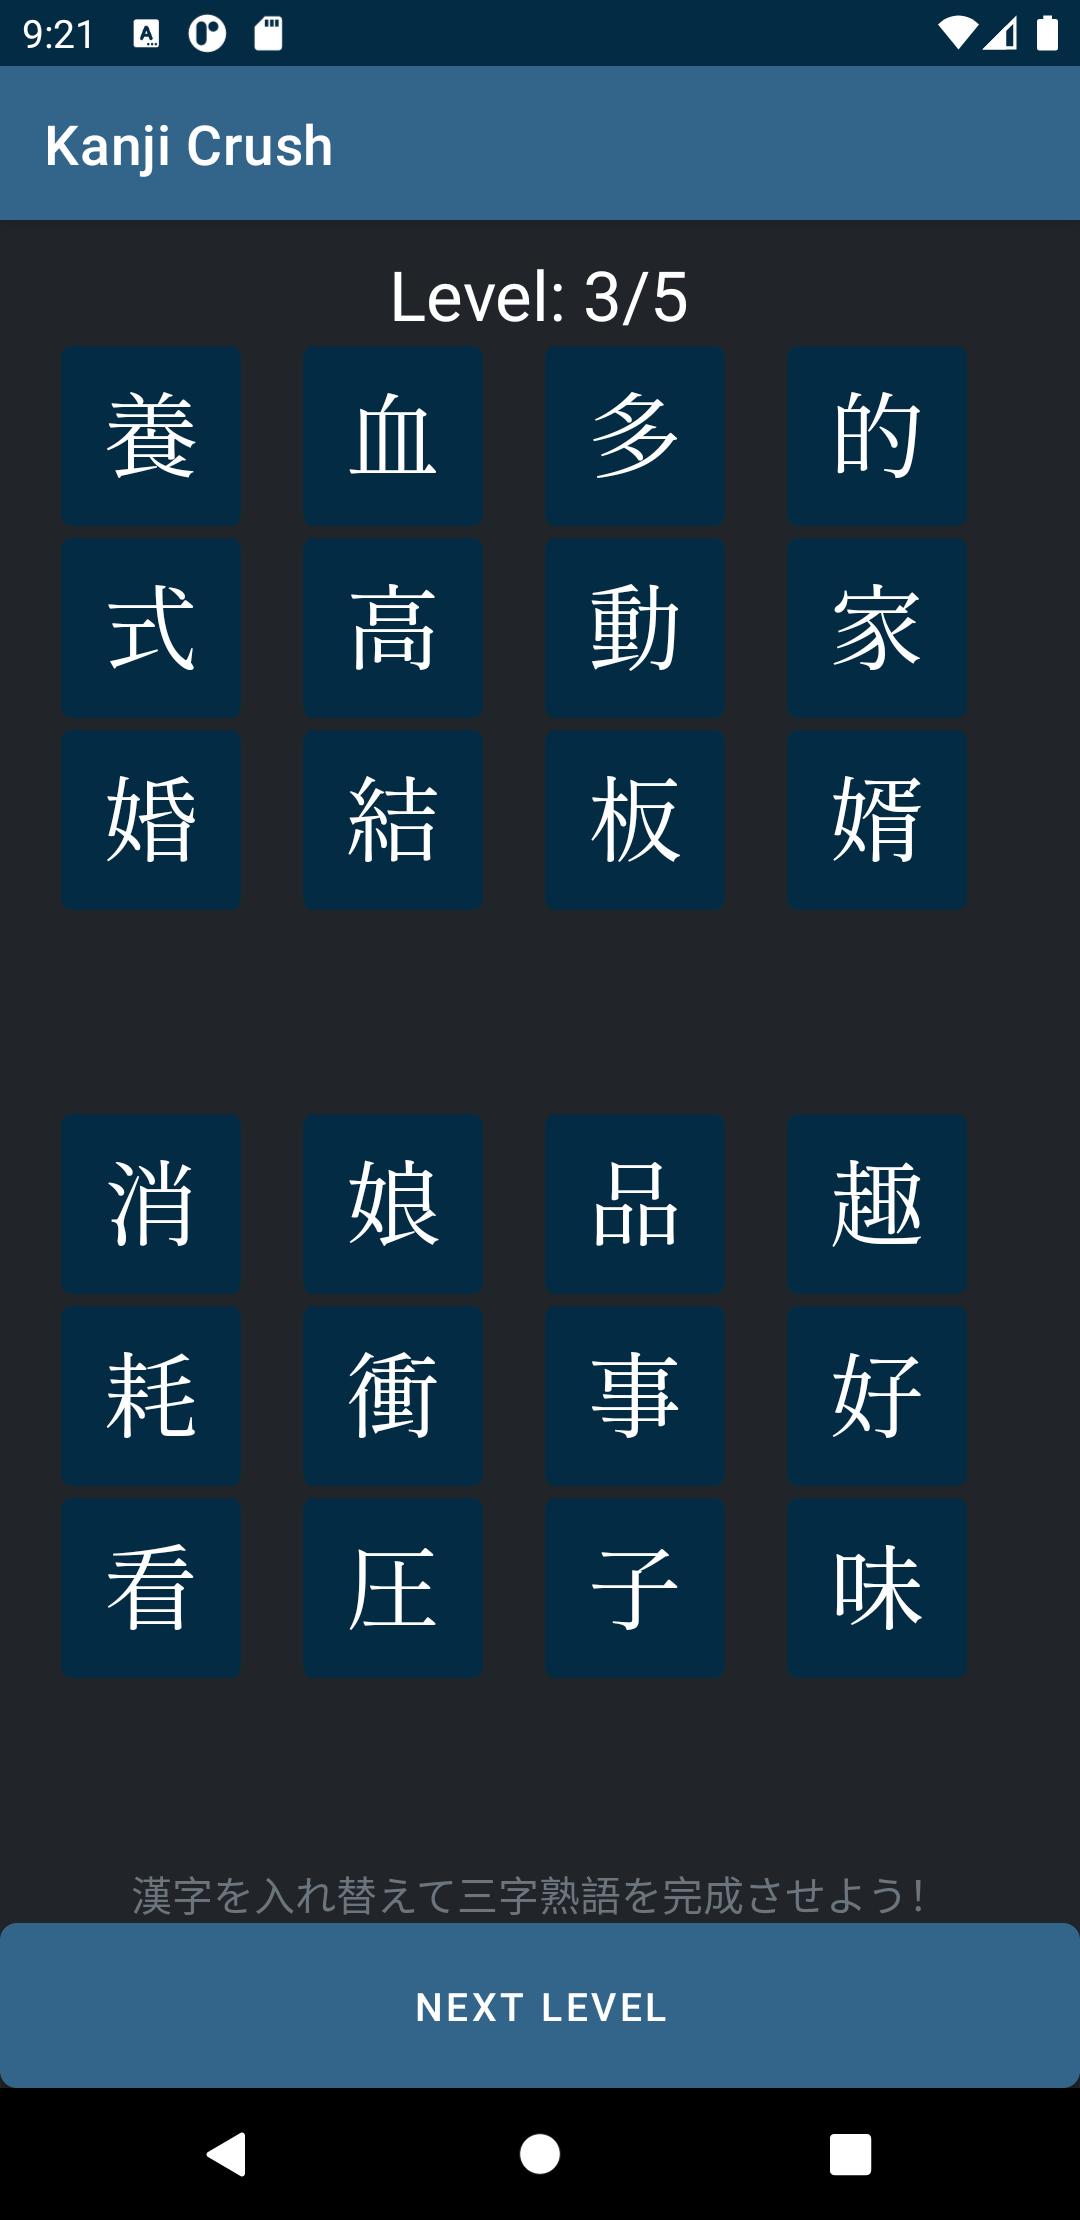 9:21
Kanji Crush
Level: 3/5
養 血 多 的
式 高 動 家
婚 結 板 婿
消 娘 品 趣
耗 衝 事 好
看 圧 子 味
漢字を入れ替えて三字熟語を完成させよう!
NEXT LEVEL